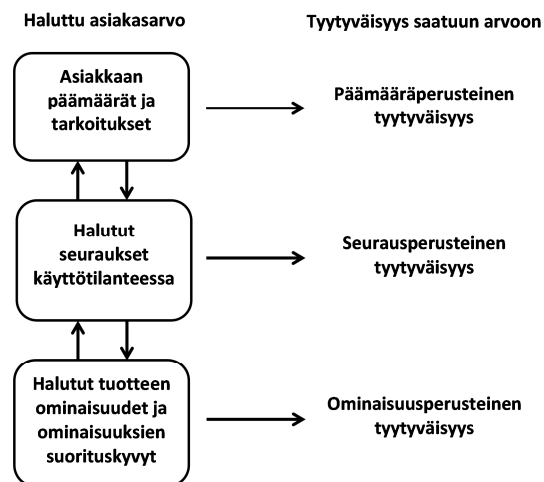 Haluttu asiakasarvo
Tyytyväisyys saatuun arvoon
Asiakkaan
päämäärät ja
tarkoitukset
Päämääräperusteinen
tyytyväisyys
Halutut
seuraukset
käyttötilanteessa
Seurausperusteinen
tyytyväisyys
Halutut tuotteen
ominaisuudet ja
ominaisuuksien
suorituskyvyt
Ominaisuusperusteinen
tyytyväisyys